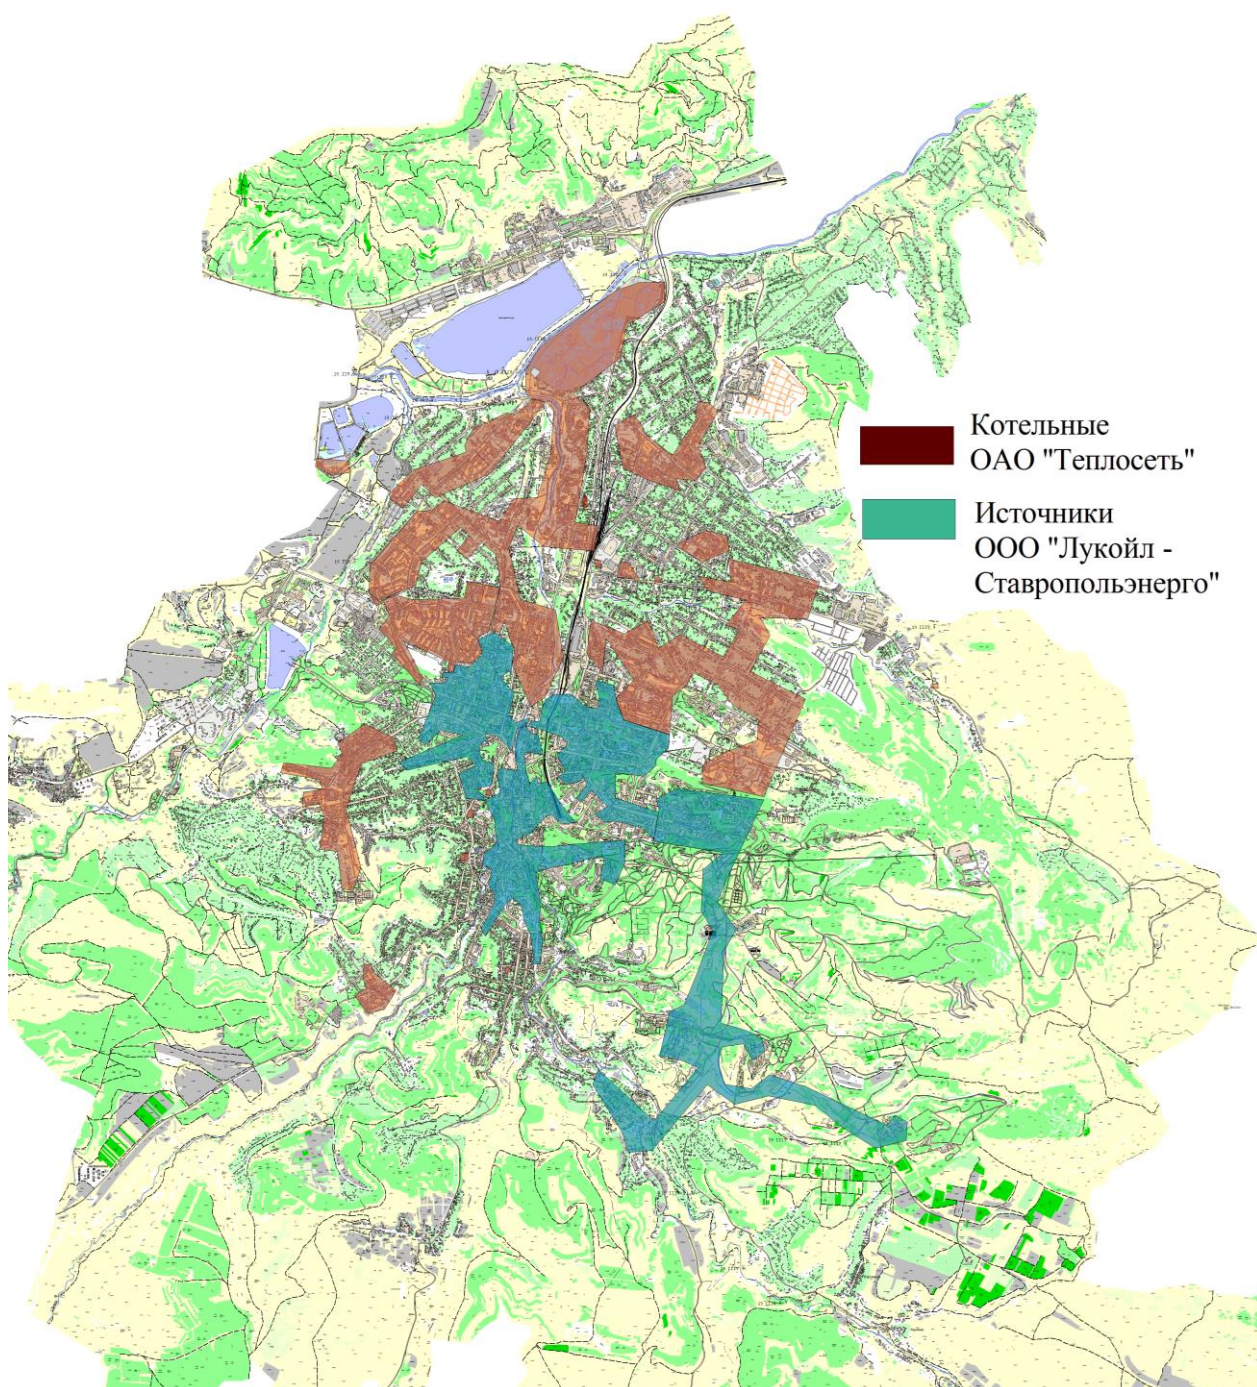 Котельные
ОАО "Теплосеть"
Источники
ООО "Лукойл -
Ставропольэнерго"